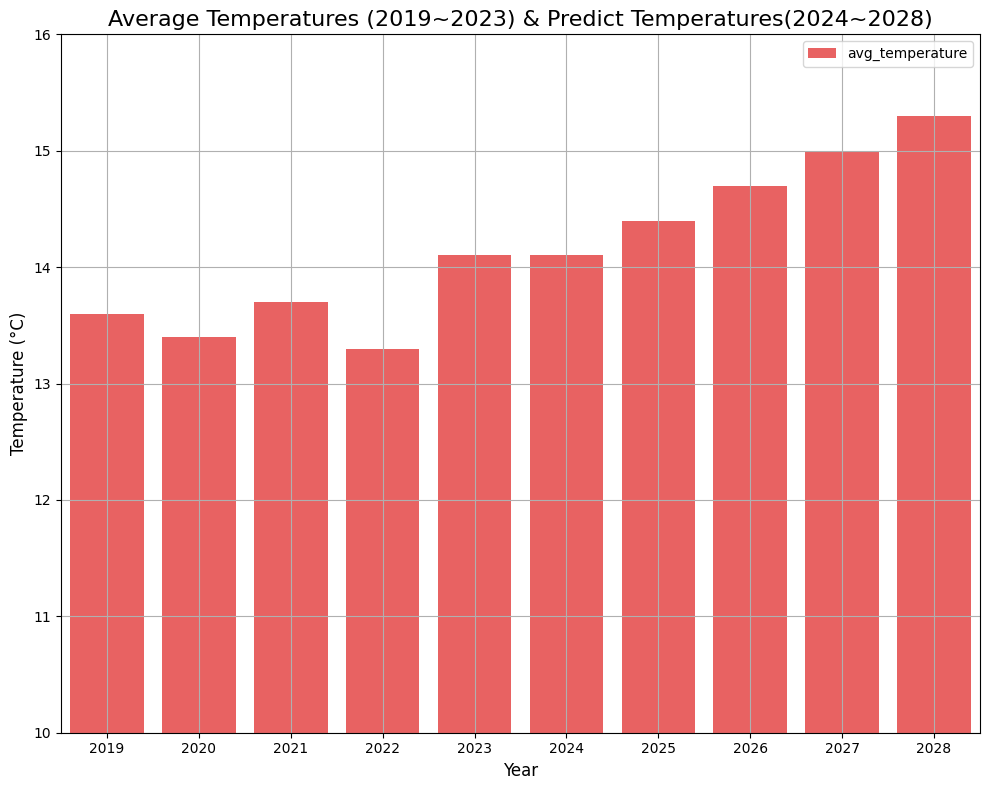 Average Temperatures (2019~2023) & Predict Temperatures(2024~2028)
avg_temperature
Temperature (°C)
16
15
14
13
12
11
10
2019 2020 2021 2022 2023 2024 2025 2026 2027 2028
Year